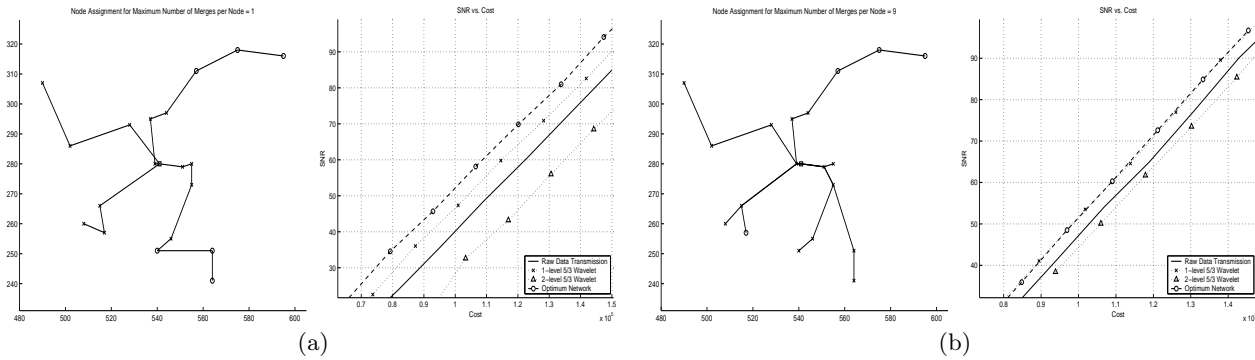 Node Assignment for Maximum Number of Merges per Node = 1
320
310
300
290
280
270
260
250
240
480 500 520 540 560 580 600
SNR vs. Cost
SNR
90
80
70
60
50
40
30
0.7 0.8 0.9 1 1.1 1.2 1.3 1.4 1.5
Cost
x 10^5
Raw Data Transmission
1-level 5/3 Wavelet
2-level 5/3 Wavelet
Optimum Network
(a)
Node Assignment for Maximum Number of Merges per Node = 9
320
310
300
290
280
270
260
250
240
480 500 520 540 560 580 600
SNR vs. Cost
SNR
90
80
70
60
50
40
0.8 0.9 1 1.1 1.2 1.3 1.4
Cost
x 10^5
Raw Data Transmission
1-level 5/3 Wavelet
2-level 5/3 Wavelet
Optimum Network
(b)